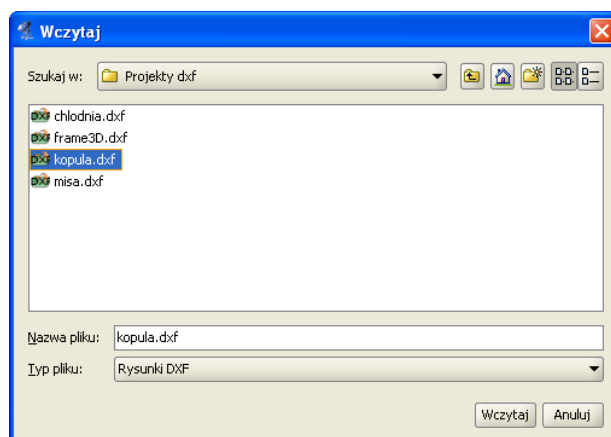 Wczytaj
Szukaj w: Projekty dxf
chlodnia.dxf
frame3D.dxf
kopula.dxf
misa.dxf
Nazwa pliku: kopula.dxf
Typ pliku: Rysunki DXF
Wczytaj Anuluj